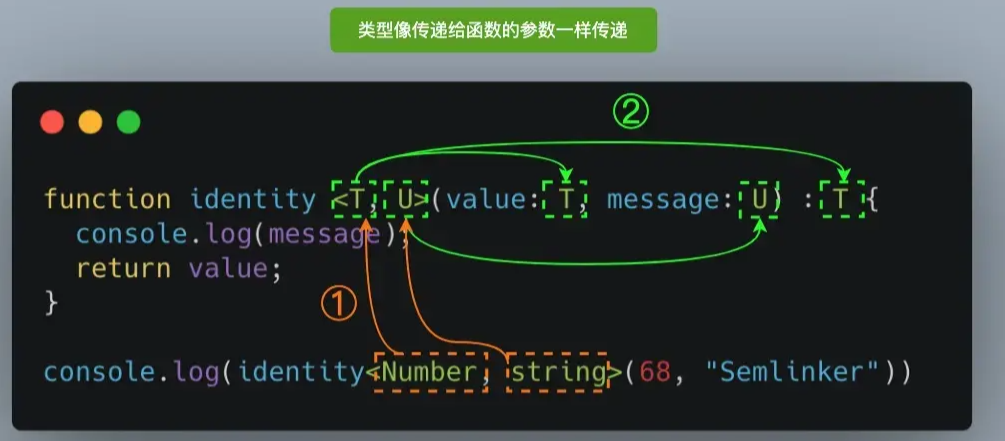 类型像传递给函数的参数一样传递
②
function identity <T, U>(value: T, message: U) : T{
console.log(message);
return value;
①
}
console.log(identity<Number, string>(68, "Semlinker"))